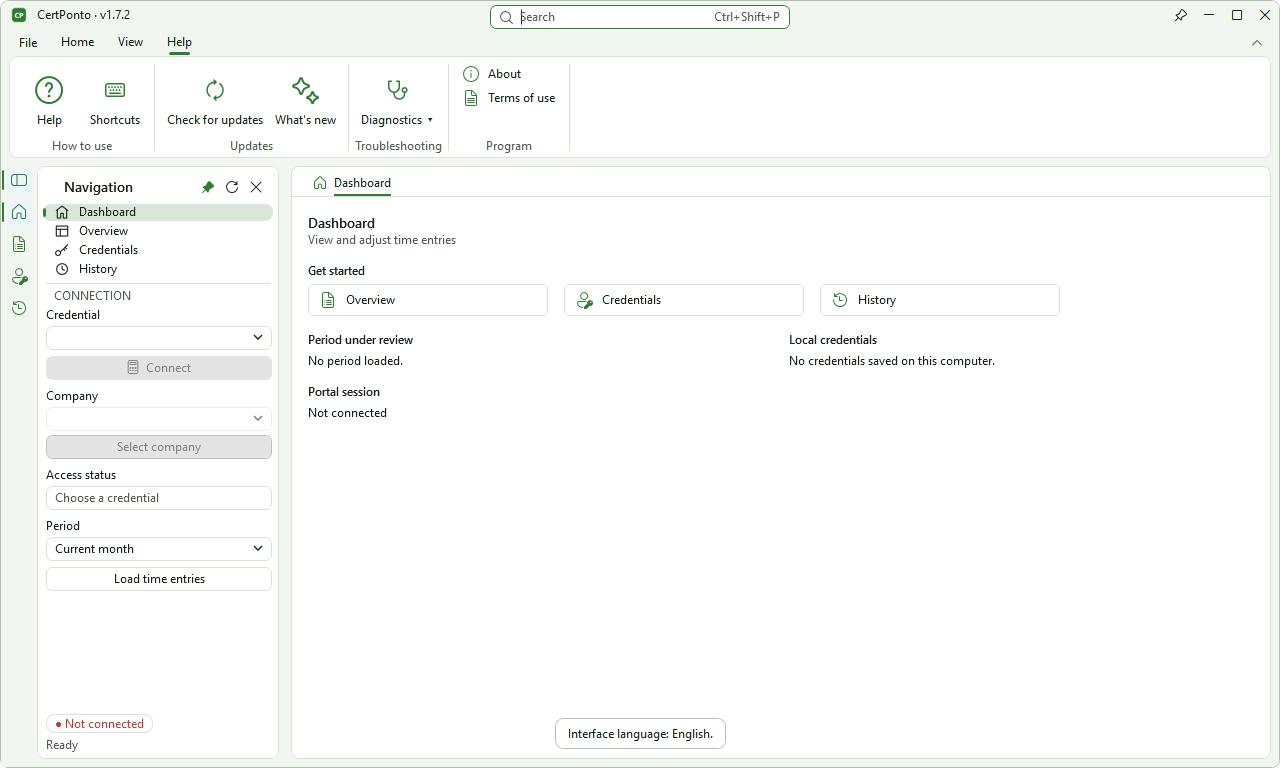 CP CertPonto · v1.7.2
Search Ctrl+Shift+P
File Home View Help
Help Shortcuts Check for updates What's new Diagnostics
About
Terms of use
How to use Updates Troubleshooting Program
Navigation
Dashboard
Overview
Credentials
History
CONNECTION
Credential
Connect
Company
Select company
Access status
Choose a credential
Period
Current month
Load time entries
Not connected
Ready
Dashboard
Dashboard
View and adjust time entries
Get started
Overview Credentials History
Period under review
No period loaded.
Local credentials
No credentials saved on this computer.
Portal session
Not connected
Interface language: English.